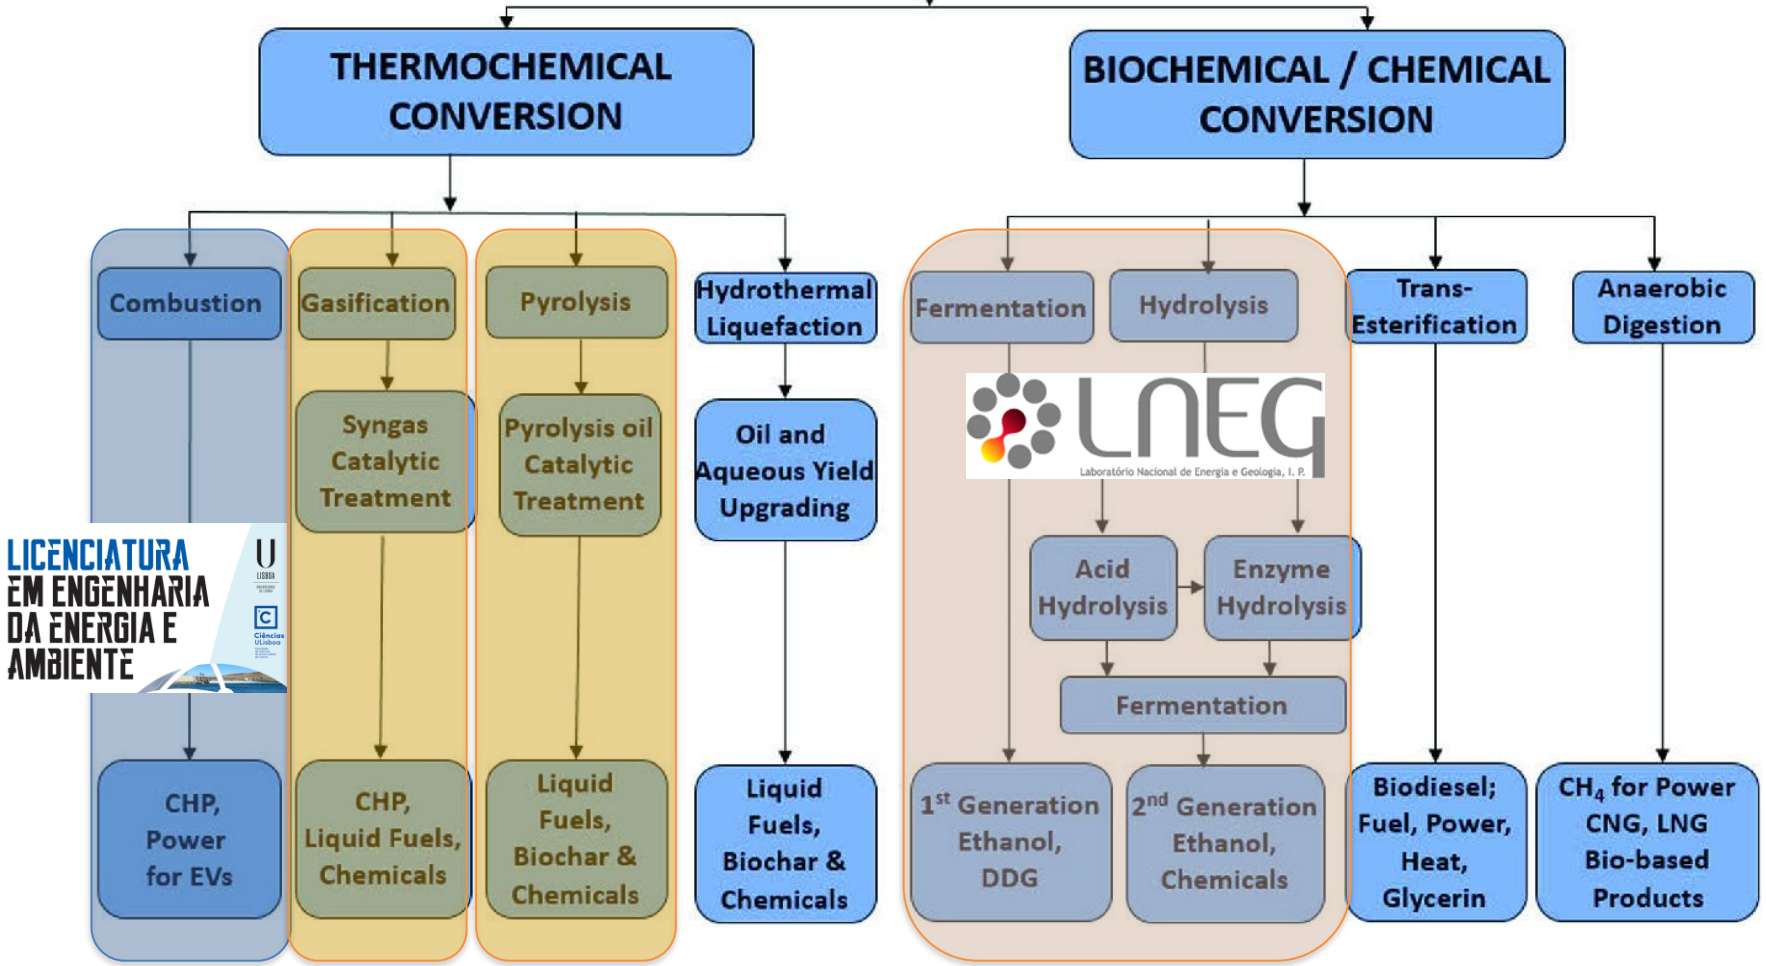 THERMOCHEMICAL
CONVERSION
BIOCHEMICAL / CHEMICAL
CONVERSION
Combustion
Gasification
Pyrolysis
Hydrothermal
Liquefaction
Fermentation
Hydrolysis
Trans-
Esterification
Anaerobic
Digestion
Syngas
Catalytic
Treatment
Pyrolysis oil
Catalytic
Treatment
Oil and
Aqueous Yield
Upgrading
LNEG
Laboratório Nacional de Energia e Geologia, I. P.
LICENCIATURA
EM ENGENHARIA
DA ENERGIA E
AMBIENTE
U
LISBOA
C
Ciências
ULisboa
Acid
Hydrolysis
Enzyme
Hydrolysis
Fermentation
CHP,
Power
for EVs
CHP,
Liquid Fuels,
Chemicals
Liquid
Fuels,
Biochar &
Chemicals
Liquid
Fuels,
Biochar &
Chemicals
1st Generation
Ethanol,
DDG
2nd Generation
Ethanol,
Chemicals
Biodiesel;
Fuel, Power,
Heat,
Glycerin
CH4 for Power
CNG, LNG
Bio-based
Products